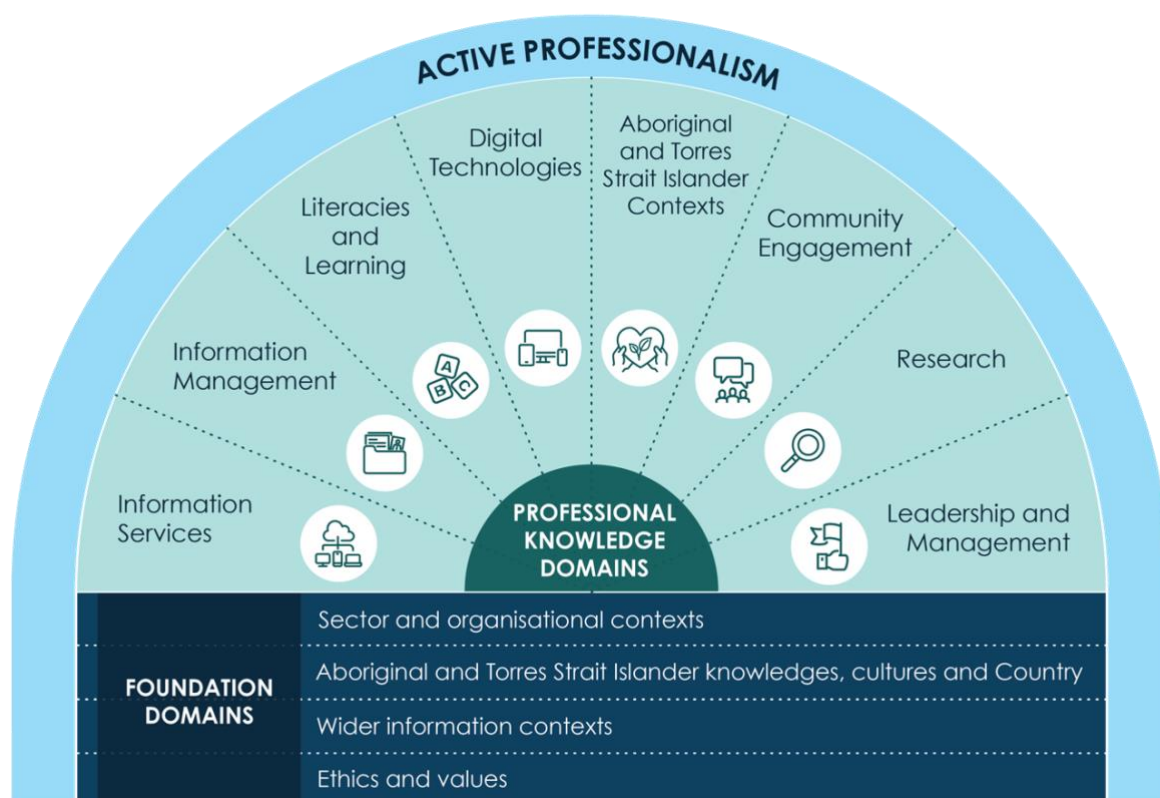 ACTIVE PROFESSIONALISM
Information
Services
Information
Management
Literacies
and
Learning
Digital
Technologies
Aboriginal
and Torres
Strait Islander
Contexts
Community
Engagement
Research
Leadership and
Management
A
B
C
PROFESSIONAL
KNOWLEDGE
DOMAINS
FOUNDATION
DOMAINS
Sector and organisational contexts
Aboriginal and Torres Strait Islander knowledges, cultures and Country
Wider information contexts
Ethics and values